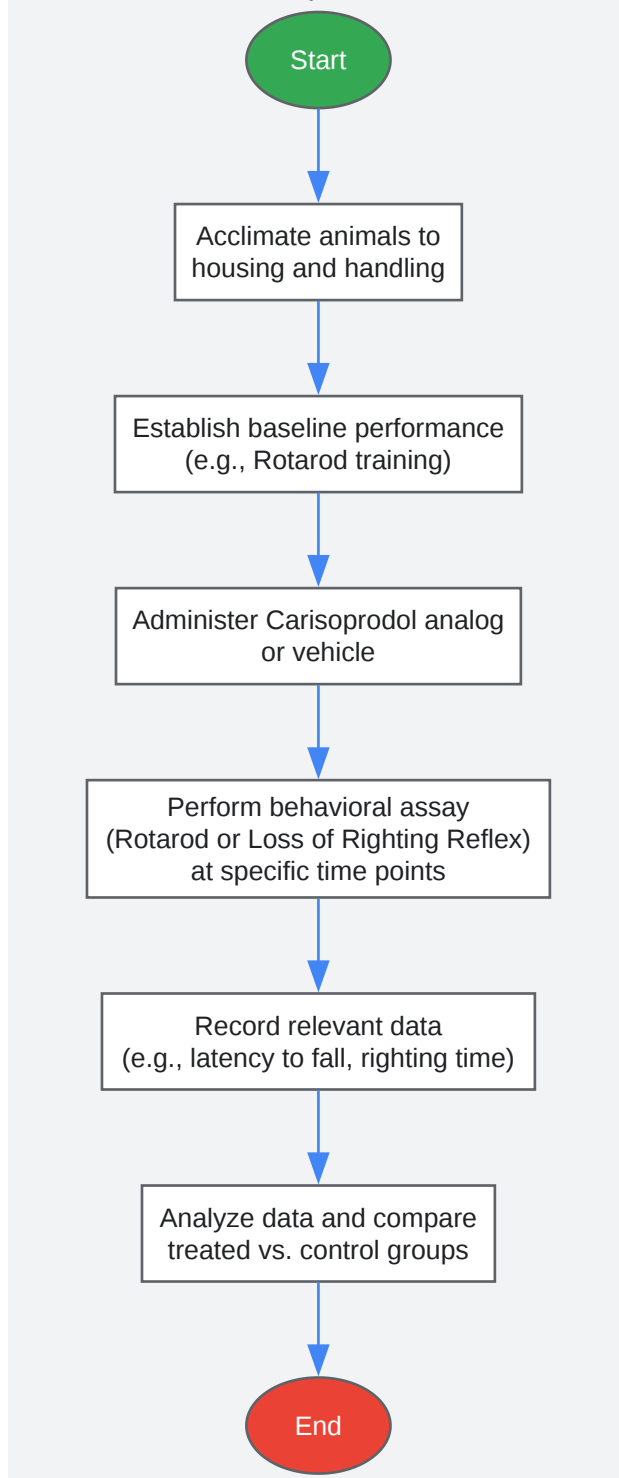 Start
Acclimate animals to
housing and handling
Establish baseline performance
(e.g., Rotarod training)
Administer Carisoprodol analog
or vehicle
Perform behavioral assay
(Rotarod or Loss of Righting Reflex)
at specific time points
Record relevant data
(e.g., latency to fall, righting time)
Analyze data and compare
treated vs. control groups
End